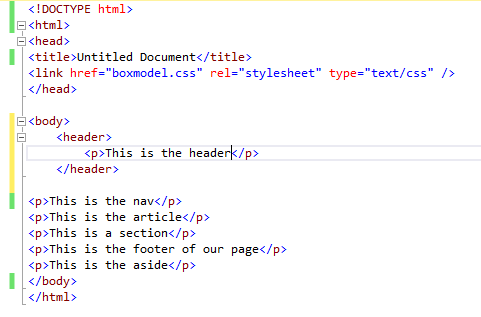 <!DOCTYPE html>
<html>
<head>
<title>Untitled Document</title>
<link href="boxmodel.css" rel="stylesheet" type="text/css" />
</head>
<body>
<header>
<p>This is the header</p>
</header>
<p>This is the nav</p>
<p>This is the article</p>
<p>This is a section</p>
<p>This is the footer of our page</p>
<p>This is the aside</p>
</body>
</html>